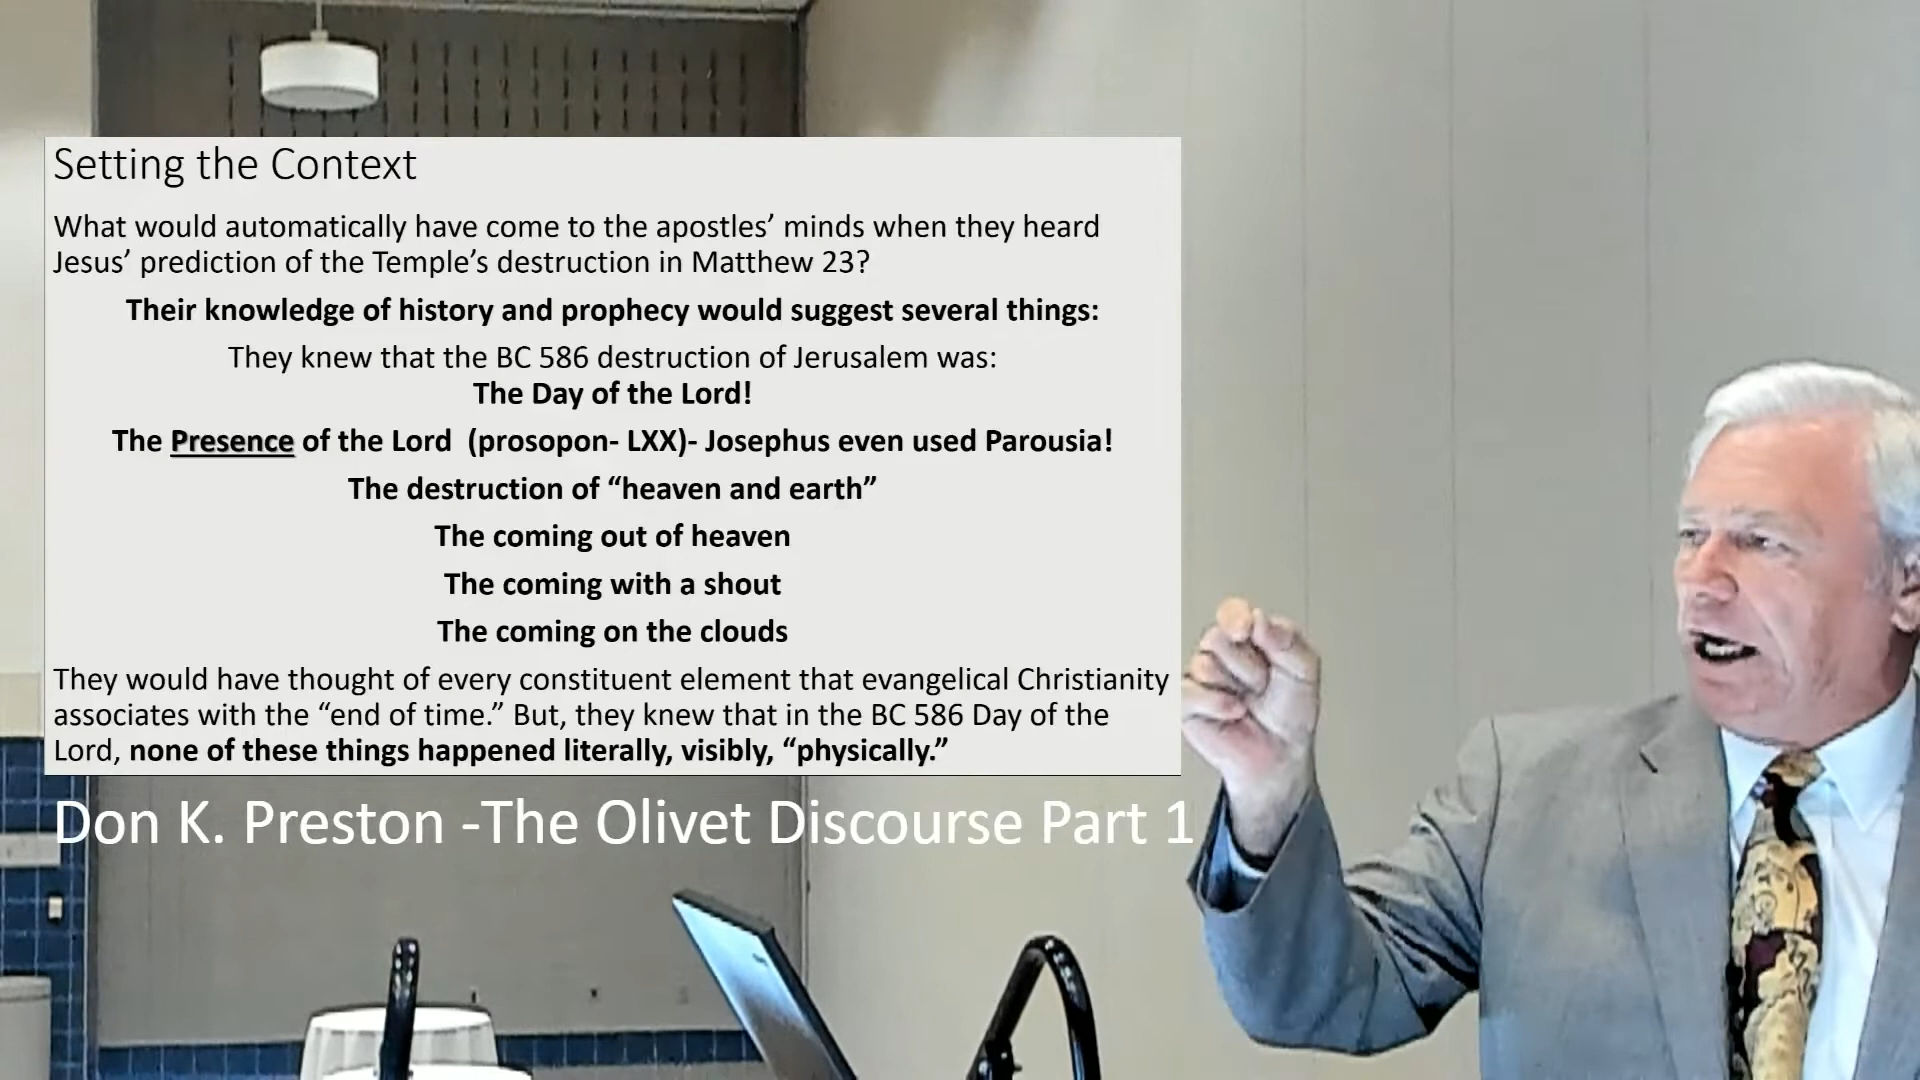 Setting the Context
What would automatically have come to the apostles’ minds when they heard
Jesus’ prediction of the Temple’s destruction in Matthew 23?
Their knowledge of history and prophecy would suggest several things:
They knew that the BC 586 destruction of Jerusalem was:
The Day of the Lord!
The Presence of the Lord (prosopon- LXX)- Josephus even used Parousia!
The destruction of “heaven and earth”
The coming out of heaven
The coming with a shout
The coming on the clouds
They would have thought of every constituent element that evangelical Christianity
associates with the “end of time.” But, they knew that in the BC 586 Day of the
Lord, none of these things happened literally, visibly, “physically.”
Don K. Preston -The Olivet Discourse Part 1